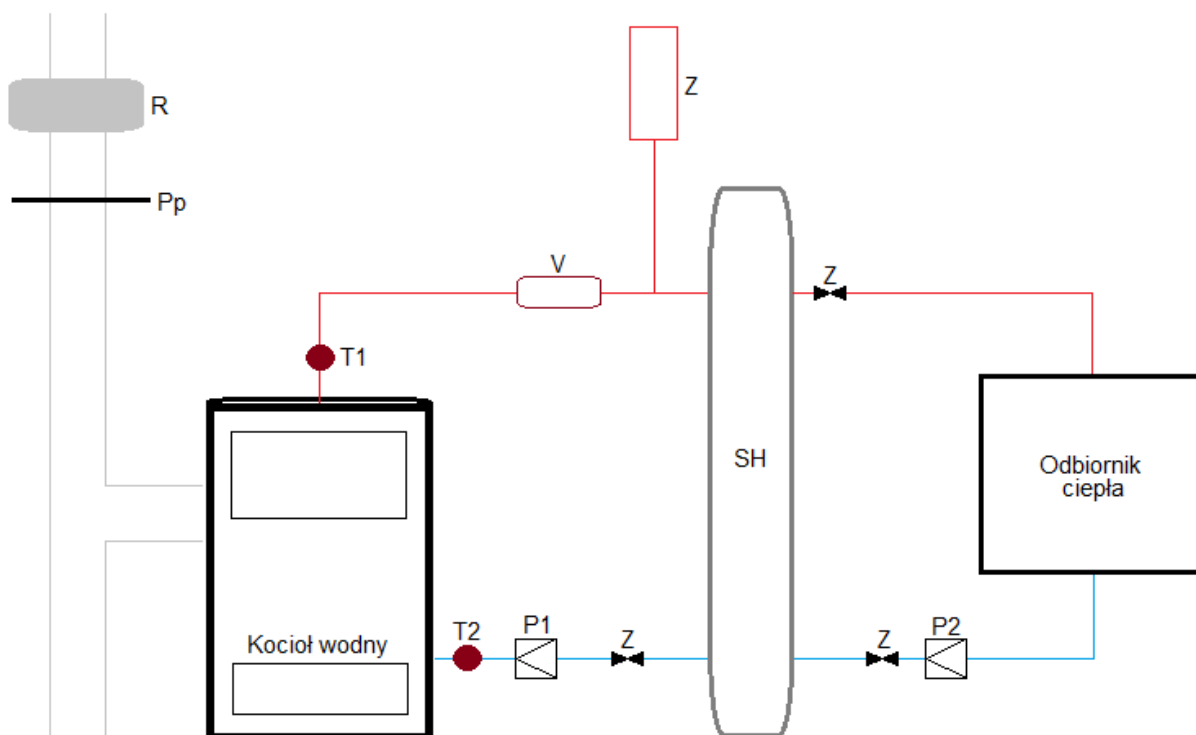 Z
R
Pp
V
Z
T1
SH
Odbiornik
ciepła
Kocioł wodny
T2
P1
Z
Z
P2